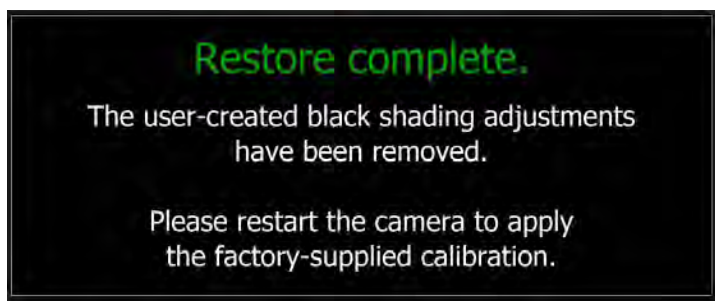 Restore complete.
The user-created black shading adjustments
have been removed.
Please restart the camera to apply
the factory-supplied calibration.